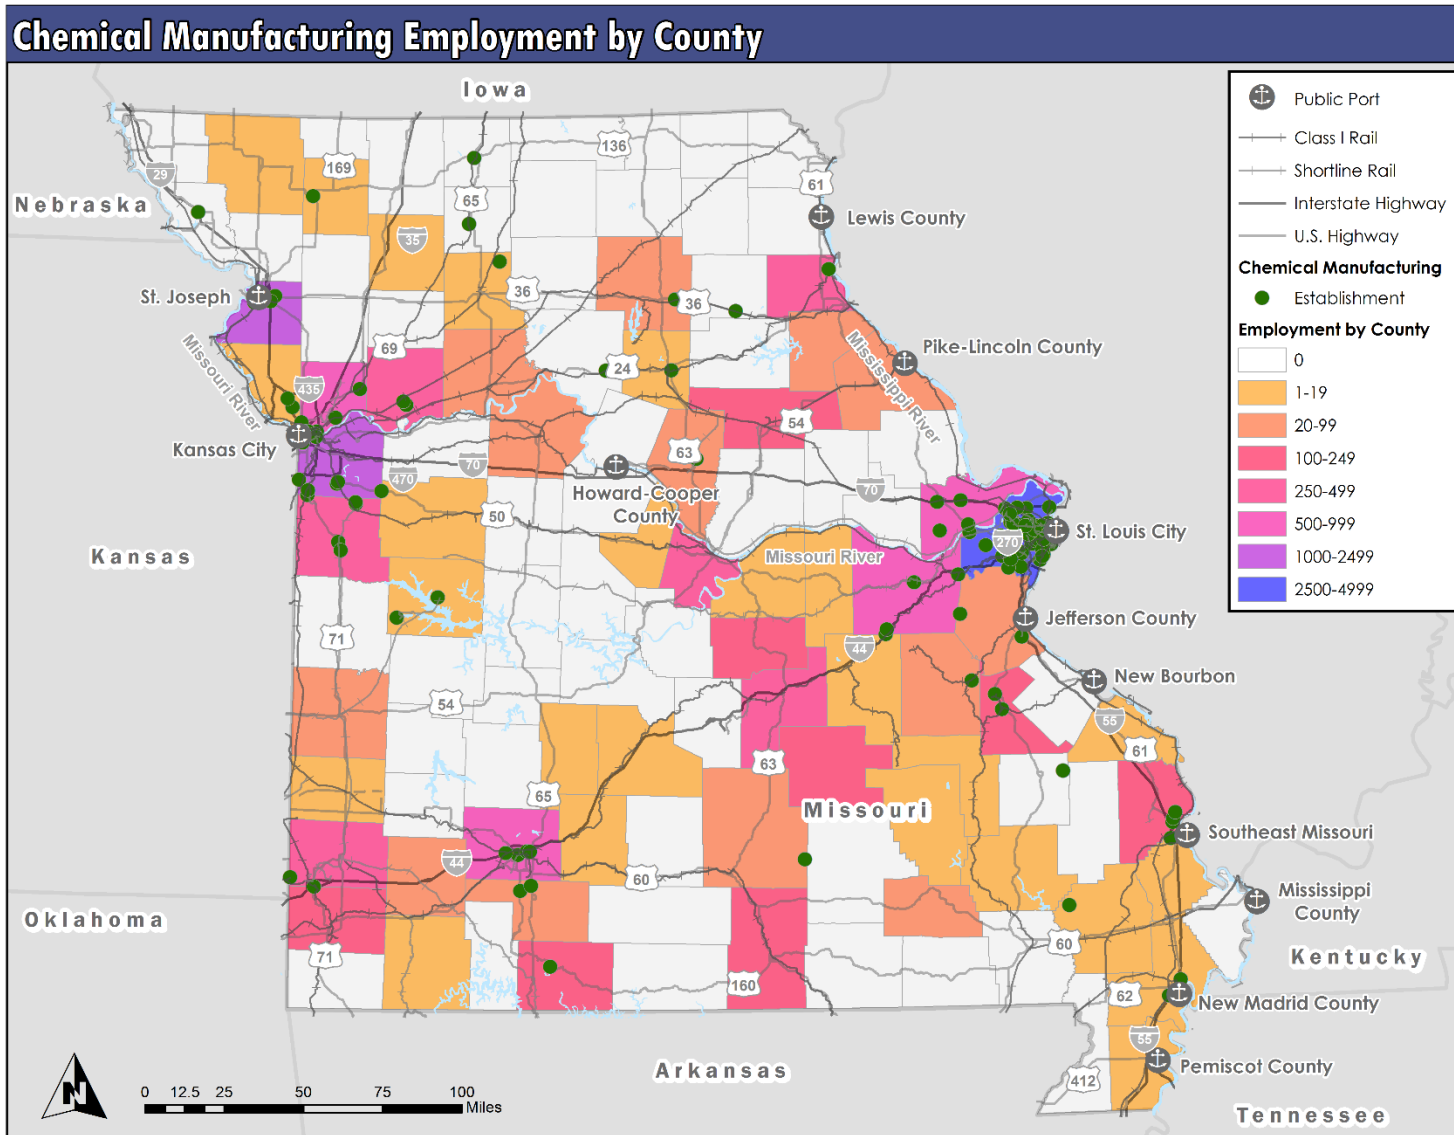 Chemical Manufacturing Employment by County
Iowa
Nebraska
Kansas
Oklahoma
Arkansas
Missouri
Kentucky
Tennessee
29
169
136
65
61
35
Lewis County
St. Joseph
36
36
69
24
Pike-Lincoln County
Missouri River
Mississippi River
435
54
Kansas City
63
470
70
Howard-Cooper
County
70
50
St. Louis City
270
Missouri River
71
44
Jefferson County
New Bourbon
54
55
61
63
65
44
60
Southeast Missouri
Mississippi
County
60
71
160
62
New Madrid County
55
Pemiscot County
412
Public Port
Class I Rail
Shortline Rail
Interstate Highway
U.S. Highway
Chemical Manufacturing
Establishment
Employment by County
0
1-19
20-99
100-249
250-499
500-999
1000-2499
2500-4999
N
0 12.5 25 50 75 100
Miles